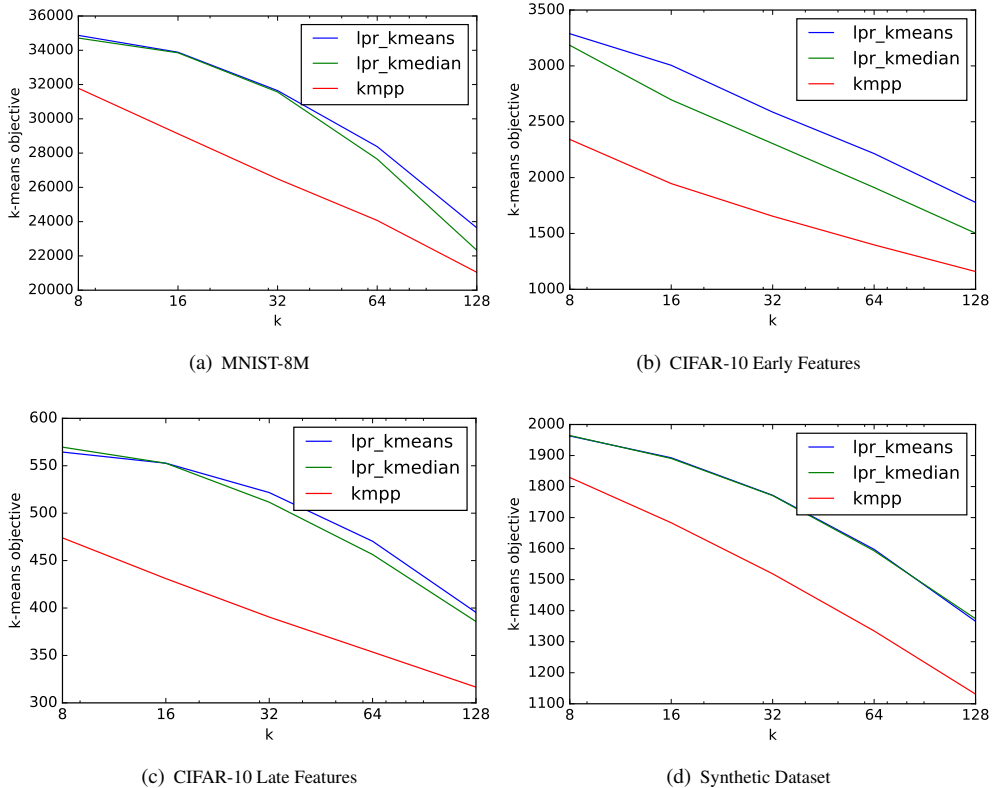 36000
34000
32000
30000
28000
26000
24000
22000
20000
k-means objective
lpr_kmeans
lpr_kmedian
kmpp
8
16
32
64
128
k
(a) MNIST-8M
3500
3000
2500
2000
1500
1000
k-means objective
lpr_kmeans
lpr_kmedian
kmpp
8
16
32
64
128
k
(b) CIFAR-10 Early Features
600
550
500
450
400
350
300
k-means objective
lpr_kmeans
lpr_kmedian
kmpp
8
16
32
64
128
k
(c) CIFAR-10 Late Features
2000
1900
1800
1700
1600
1500
1400
1300
1200
1100
k-means objective
lpr_kmeans
lpr_kmedian
kmpp
8
16
32
64
128
k
(d) Synthetic Dataset